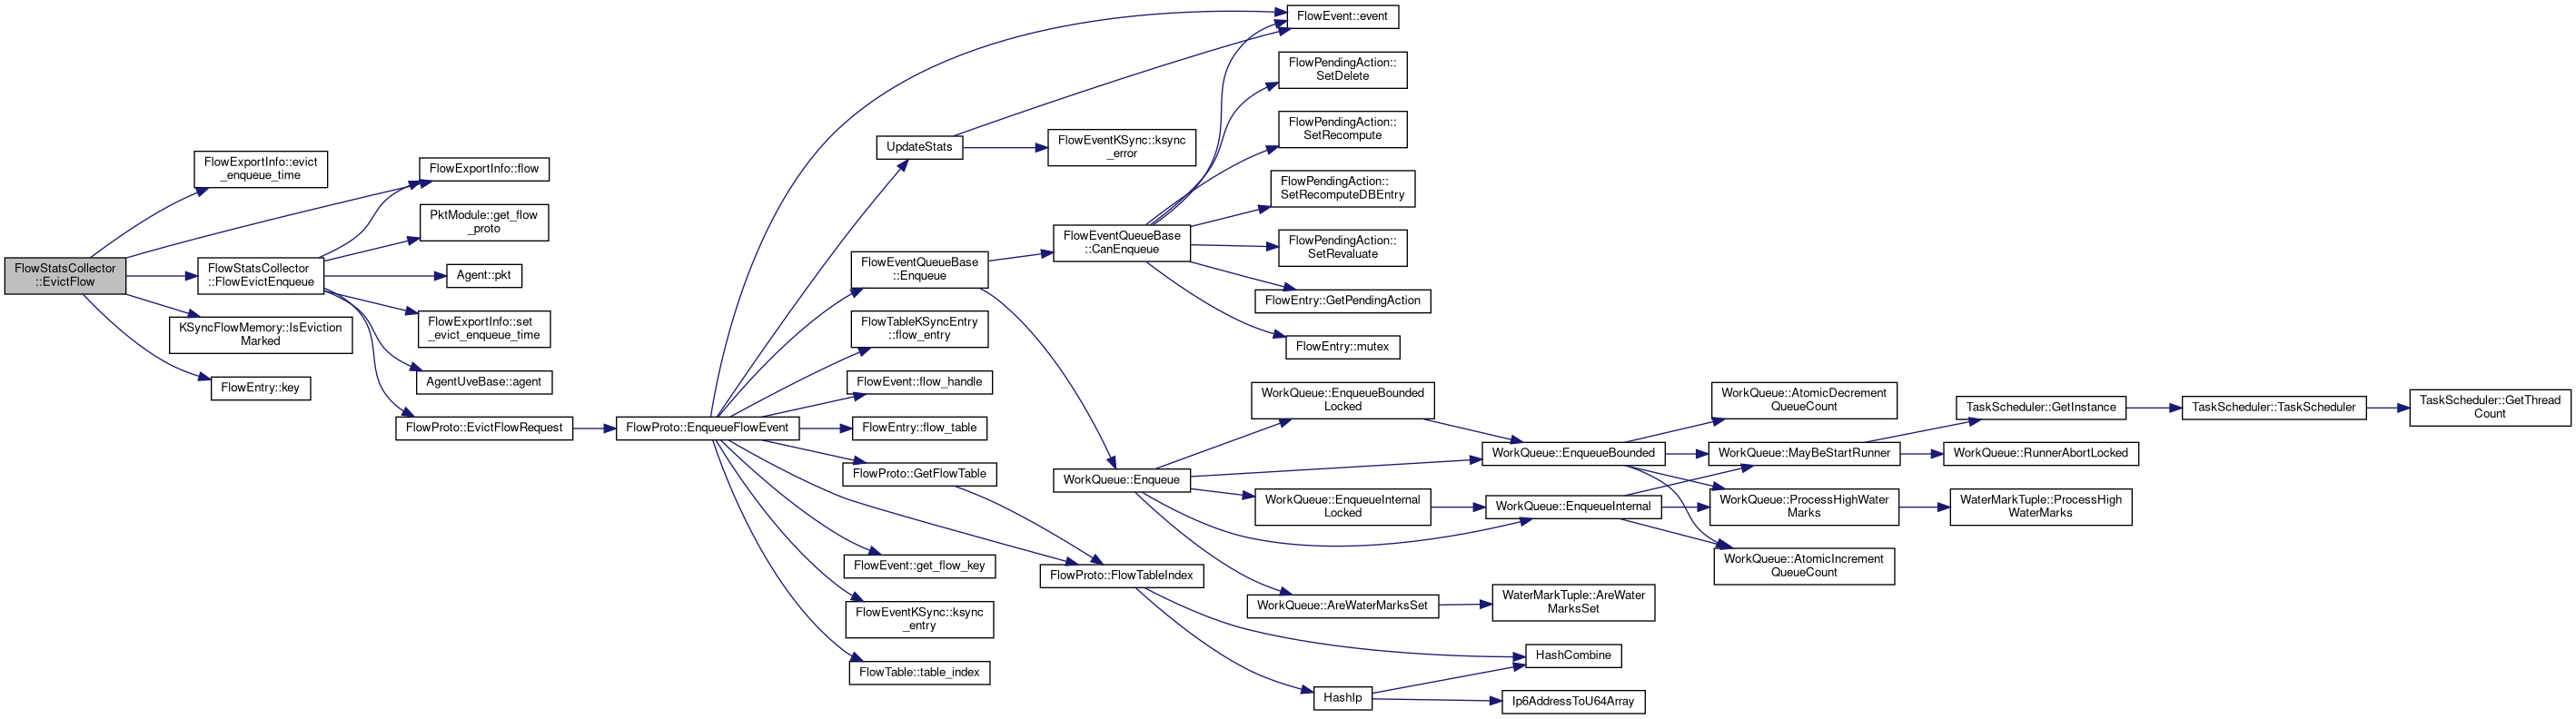 FlowStatsCollector
::EvictFlow
FlowExportInfo::evict
_enqueue_time
FlowExportInfo::flow
FlowStatsCollector
::FlowEvictEnqueue
KSyncFlowMemory::IsEviction
Marked
FlowEntry::key
PktModule::get_flow
_proto
Agent::pkt
FlowExportInfo::set
_evict_enqueue_time
AgentUveBase::agent
FlowProto::EvictFlowRequest
FlowProto::EnqueueFlowEvent
UpdateStats
FlowEventQueueBase
::Enqueue
FlowTableKSyncEntry
::flow_entry
FlowEvent::flow_handle
FlowEntry::flow_table
FlowProto::GetFlowTable
FlowEvent::get_flow_key
FlowEventKSync::ksync
_entry
FlowTable::table_index
FlowEventKSync::ksync
_error
FlowEventQueueBase
::CanEnqueue
WorkQueue::Enqueue
FlowProto::FlowTableIndex
FlowEvent::event
FlowPendingAction::
SetDelete
FlowPendingAction::
SetRecompute
FlowPendingAction::
SetRecomputeDBEntry
FlowPendingAction::
SetRevaluate
FlowEntry::GetPendingAction
FlowEntry::mutex
WorkQueue::EnqueueBounded
Locked
WorkQueue::EnqueueInternal
Locked
WorkQueue::AreWaterMarksSet
HashIp
WorkQueue::EnqueueBounded
WorkQueue::EnqueueInternal
WaterMarkTuple::AreWater
MarksSet
HashCombine
Ip6AddressToU64Array
WorkQueue::AtomicDecrement
QueueCount
WorkQueue::MayBeStartRunner
WorkQueue::ProcessHighWater
Marks
WorkQueue::AtomicIncrement
QueueCount
TaskScheduler::GetInstance
WorkQueue::RunnerAbortLocked
WaterMarkTuple::ProcessHigh
WaterMarks
TaskScheduler::TaskScheduler
TaskScheduler::GetThread
Count